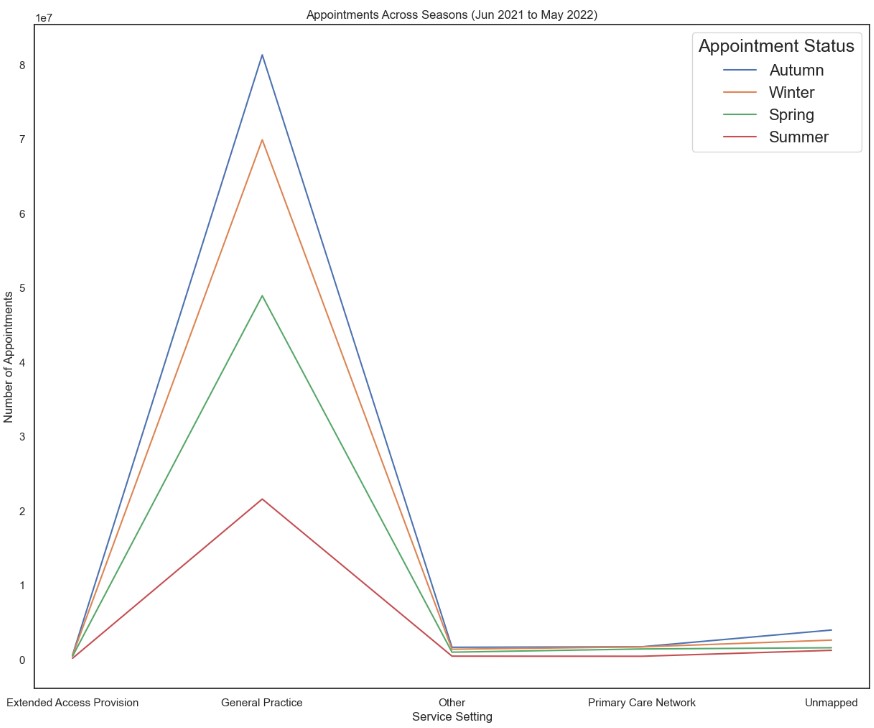 Appointments Across Seasons (Jun 2021 to May 2022)
1e7
Appointment Status
Autumn
Winter
Spring
Summer
8
7
6
5
4
3
2
1
0
Number of Appointments
Extended Access Provision
General Practice
Other
Primary Care Network
Unmapped
Service Setting